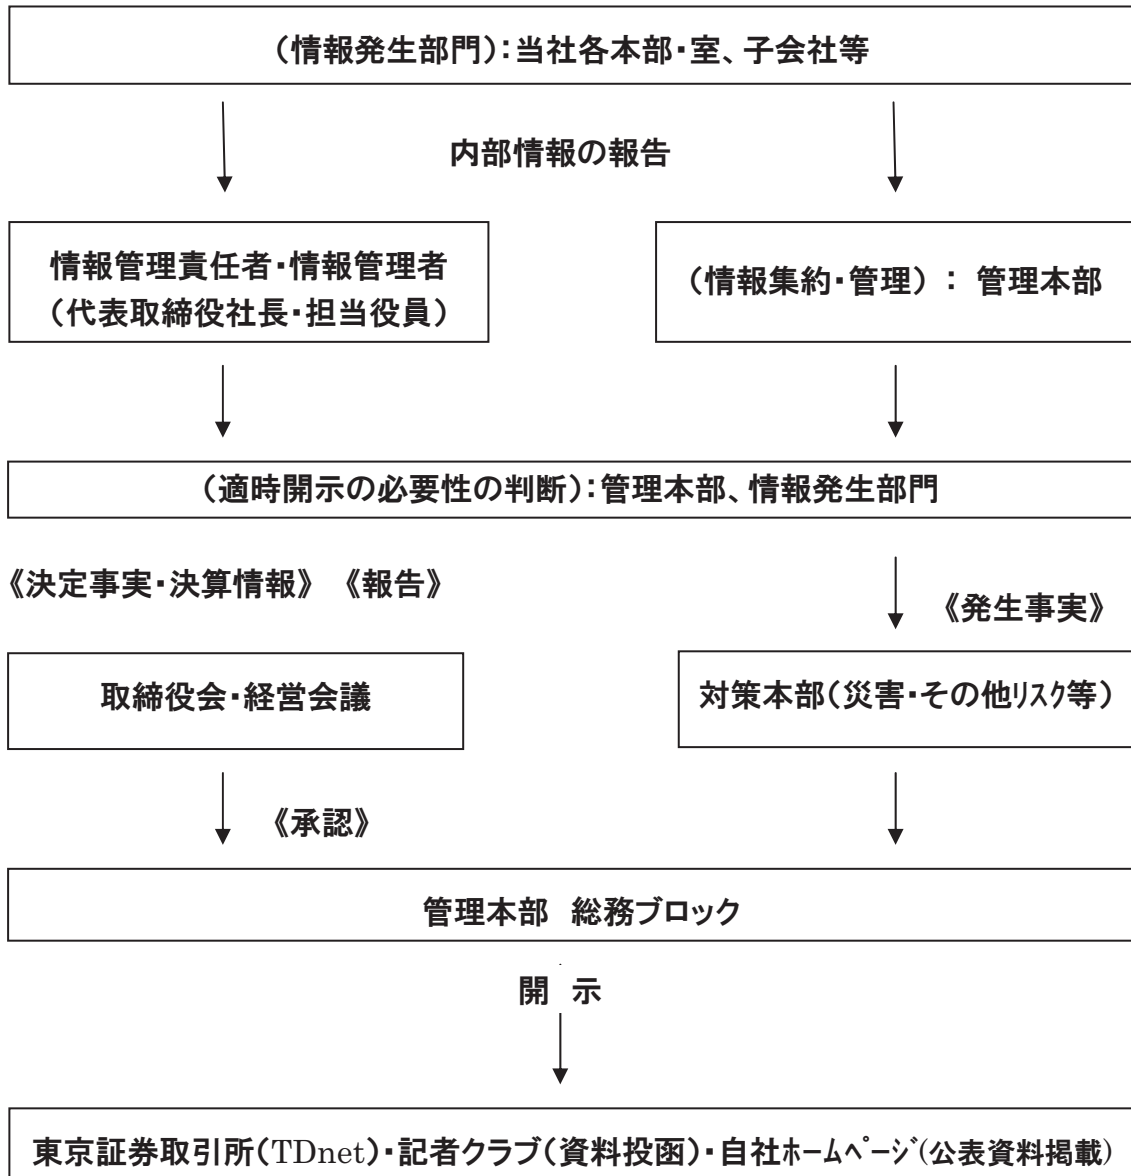 (情報発生部門):当社各本部・室、子会社等
内部情報の報告
情報管理責任者・情報管理者
(代表取締役社長・担当役員)
(情報集約・管理) : 管理本部
(適時開示の必要性の判断):管理本部、情報発生部門
《決定事実・決算情報》 《報告》
《発生事実》
取締役会・経営会議
対策本部(災害・その他ﾘｽｸ等)
《承認》
管理本部 総務ブロック
開 示
東京証券取引所(TDnet)・記者クラブ(資料投函)・自社ﾎｰﾑﾍﾟｰｼﾞ(公表資料掲載)